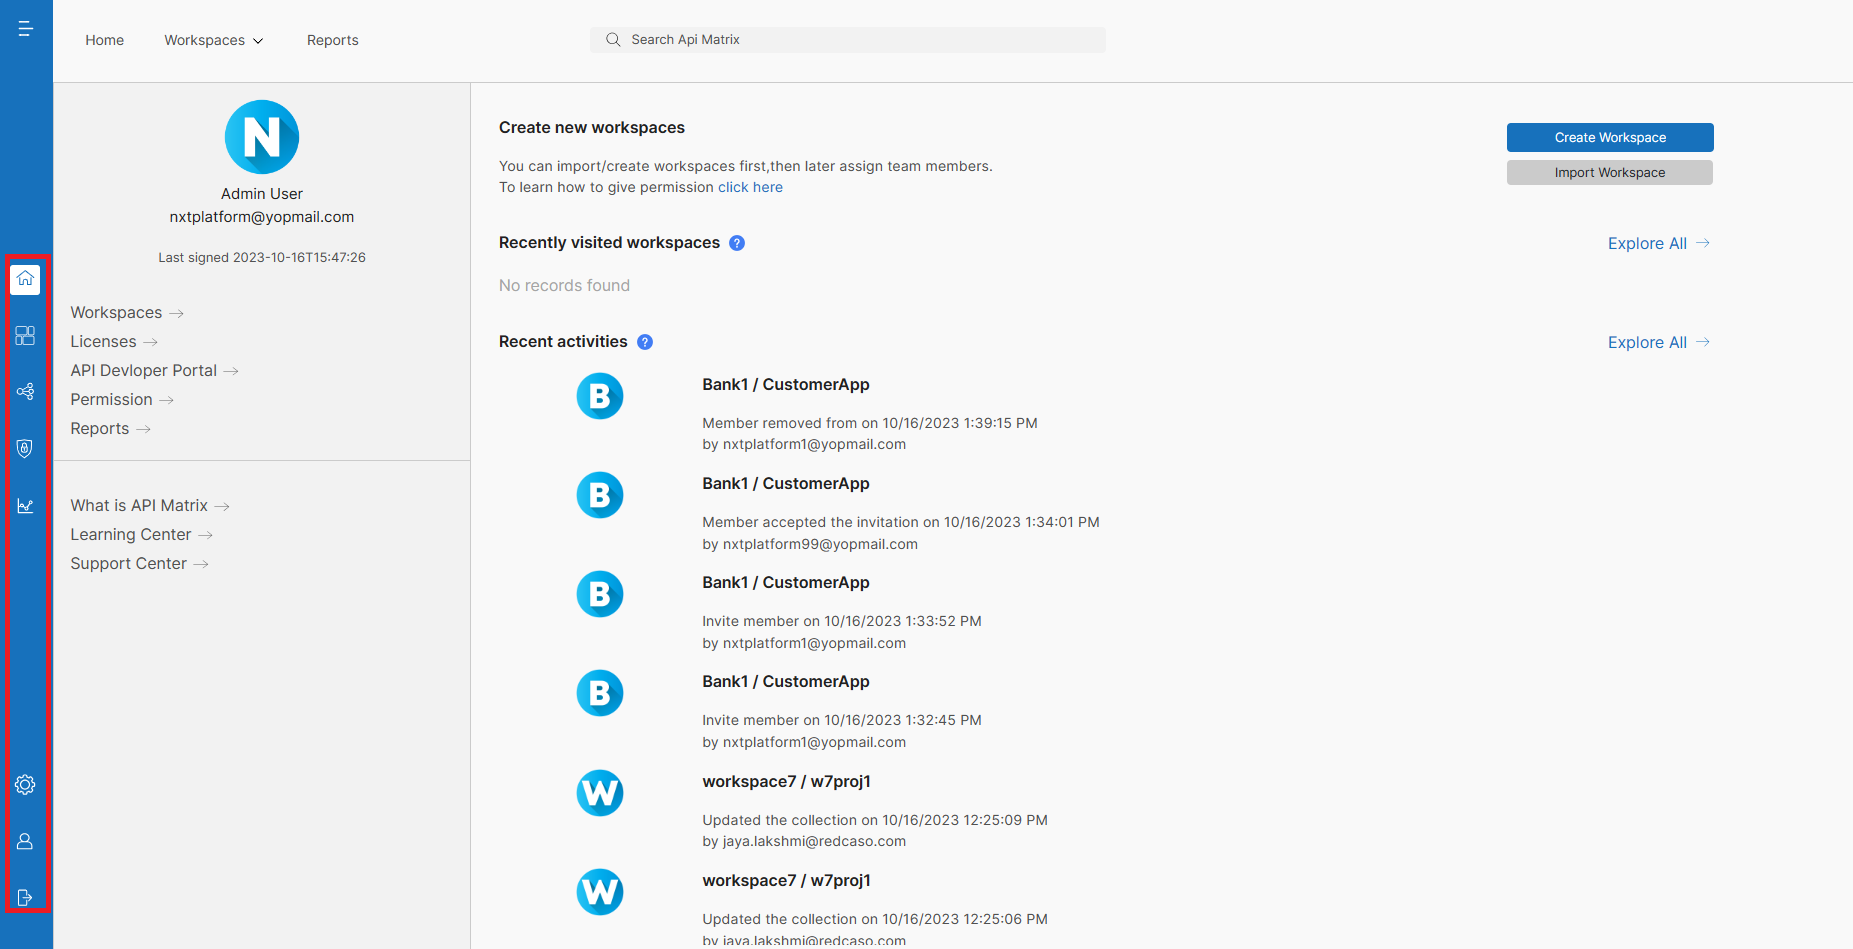 Home Workspaces Reports
Search Api Matrix
N
Admin User
nxtplatform@yopmail.com
Last signed 2023-10-16T15:47:26
Workspaces
Licenses
API Devloper Portal
Permission
Reports
What is API Matrix
Learning Center
Support Center
Create new workspaces
You can import/create workspaces first,then later assign team members.
To learn how to give permission click here
Create Workspace
Import Workspace
Recently visited workspaces ?
Explore All
No records found
Recent activities ?
Explore All
B
Bank1 / CustomerApp
Member removed from on 10/16/2023 1:39:15 PM
by nxtplatform1@yopmail.com
B
Bank1 / CustomerApp
Member accepted the invitation on 10/16/2023 1:34:01 PM
by nxtplatform99@yopmail.com
B
Bank1 / CustomerApp
Invite member on 10/16/2023 1:33:52 PM
by nxtplatform1@yopmail.com
B
Bank1 / CustomerApp
Invite member on 10/16/2023 1:32:45 PM
by nxtplatform1@yopmail.com
W
workspace7 / w7proj1
Updated the collection on 10/16/2023 12:25:09 PM
by jaya.lakshmi@redcaso.com
W
workspace7 / w7proj1
Updated the collection on 10/16/2023 12:25:06 PM
by jaya.lakshmi@redcaso.com